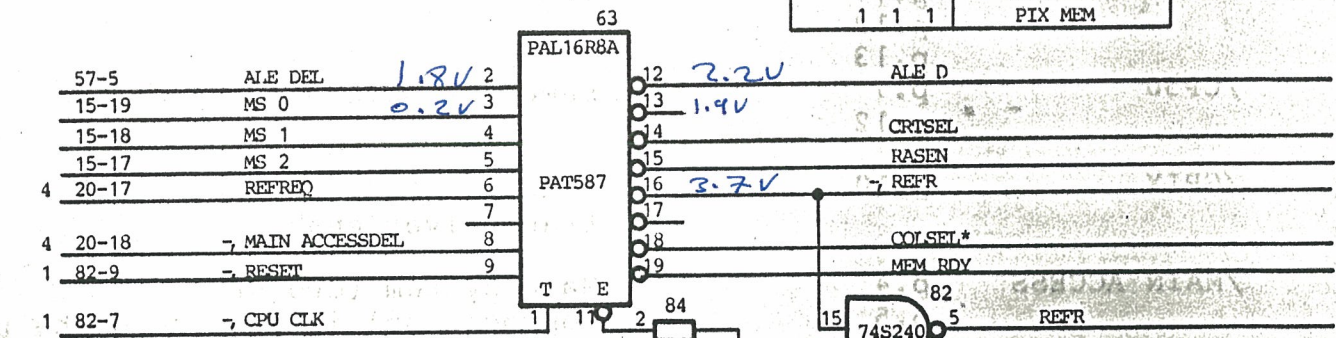 63
1 1 1 PIX MEM
PAL16R8A
57-5 ALE DEL 1.8V 2 12 2.2V ALE D
15-19 MS 0 0.2V 3 13 1.9V
15-18 MS 1 4 14 CRTSEL
15-17 MS 2 5 15 RASEN
PAT587
4 20-17 REFREQ 6 16 3.7V ¬, REFR
7 17
4 20-18 ¬, MAIN ACCESSDEL 8 18 COLSEL*
1 82-9 ¬, RESET 9 19 MEM RDY
T E
1 82-7 ¬, CPU CLK 1 11 2 84 15 82 5 REFR
74S240